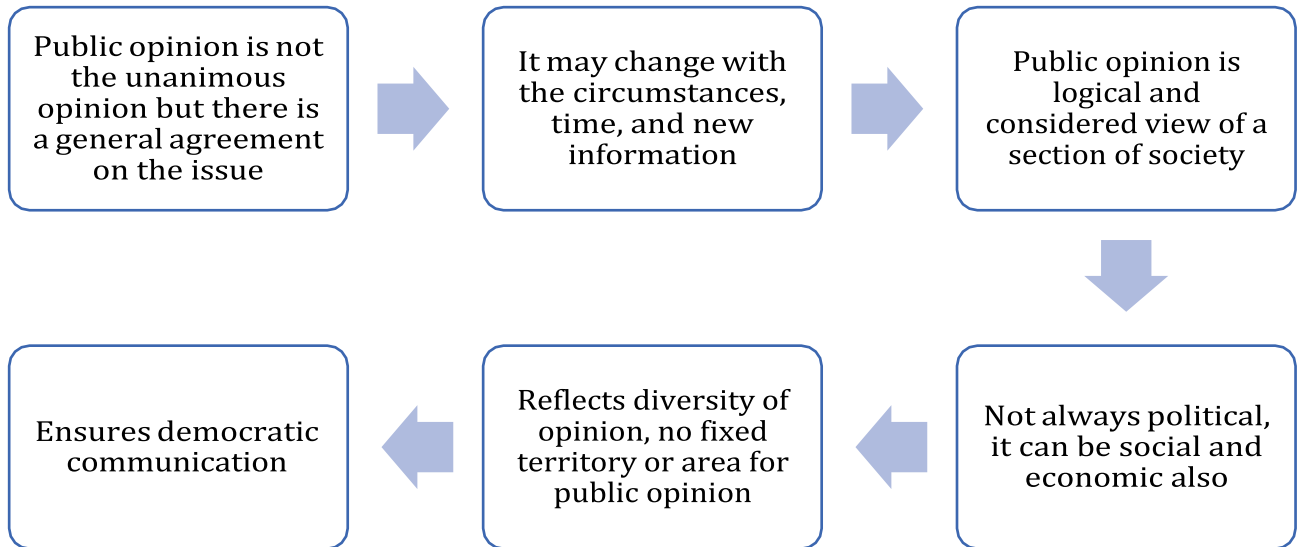 Public opinion is not
the unanimous
opinion but there is
a general agreement
on the issue
It may change with
the circumstances,
time, and new
information
Public opinion is
logical and
considered view of a
section of society
Not always political,
it can be social and
economic also
Reflects diversity of
opinion, no fixed
territory or area for
public opinion
Ensures democratic
communication